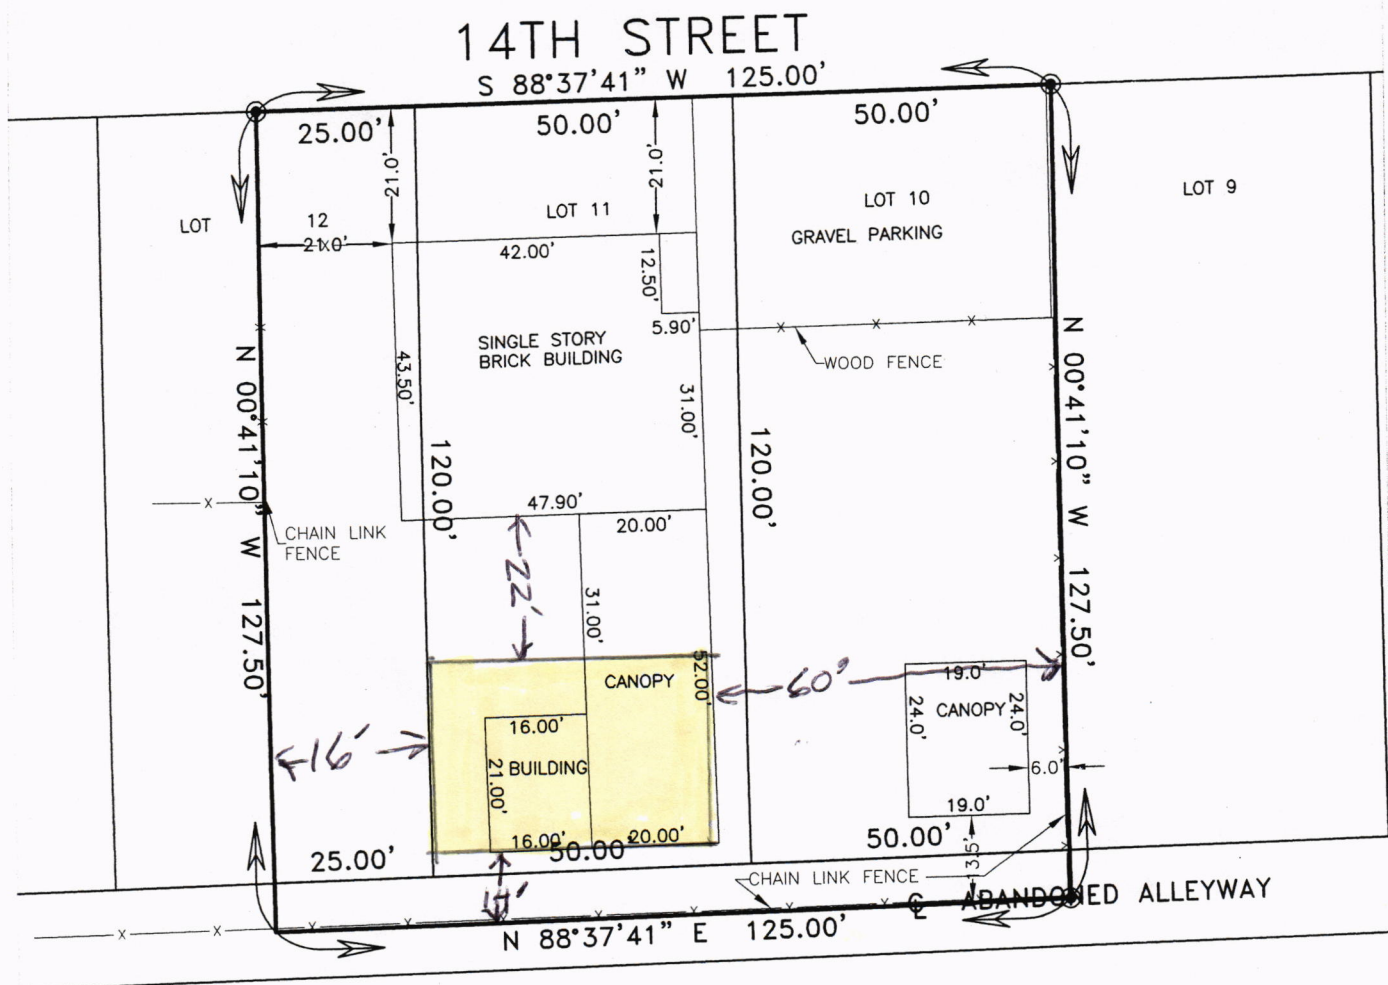 14TH STREET
S 88°37'41" W 125.00'
25.00'
50.00'
50.00'
21.0'
21.0'
LOT
12
LOT 11
LOT 10
LOT 9
GRAVEL PARKING
21.0'
42.00'
12.50'
5.90'
SINGLE STORY
BRICK BUILDING
WOOD FENCE
43.50'
31.00'
N 00°41'10" W 127.50'
N 00°41'10" W 127.50'
120.00'
120.00'
47.90'
20.00'
CHAIN LINK
FENCE
22'
31.00'
52.00'
CANOPY
60'
19.0'
24.0'
CANOPY
24.0'
16'
16.00'
21.00'
BUILDING
6.0'
19.0'
16.00'
20.00'
25.00'
50.00'
50.00'
13.5'
CHAIN LINK FENCE
11'
℄ ABANDONED ALLEYWAY
N 88°37'41" E 125.00'